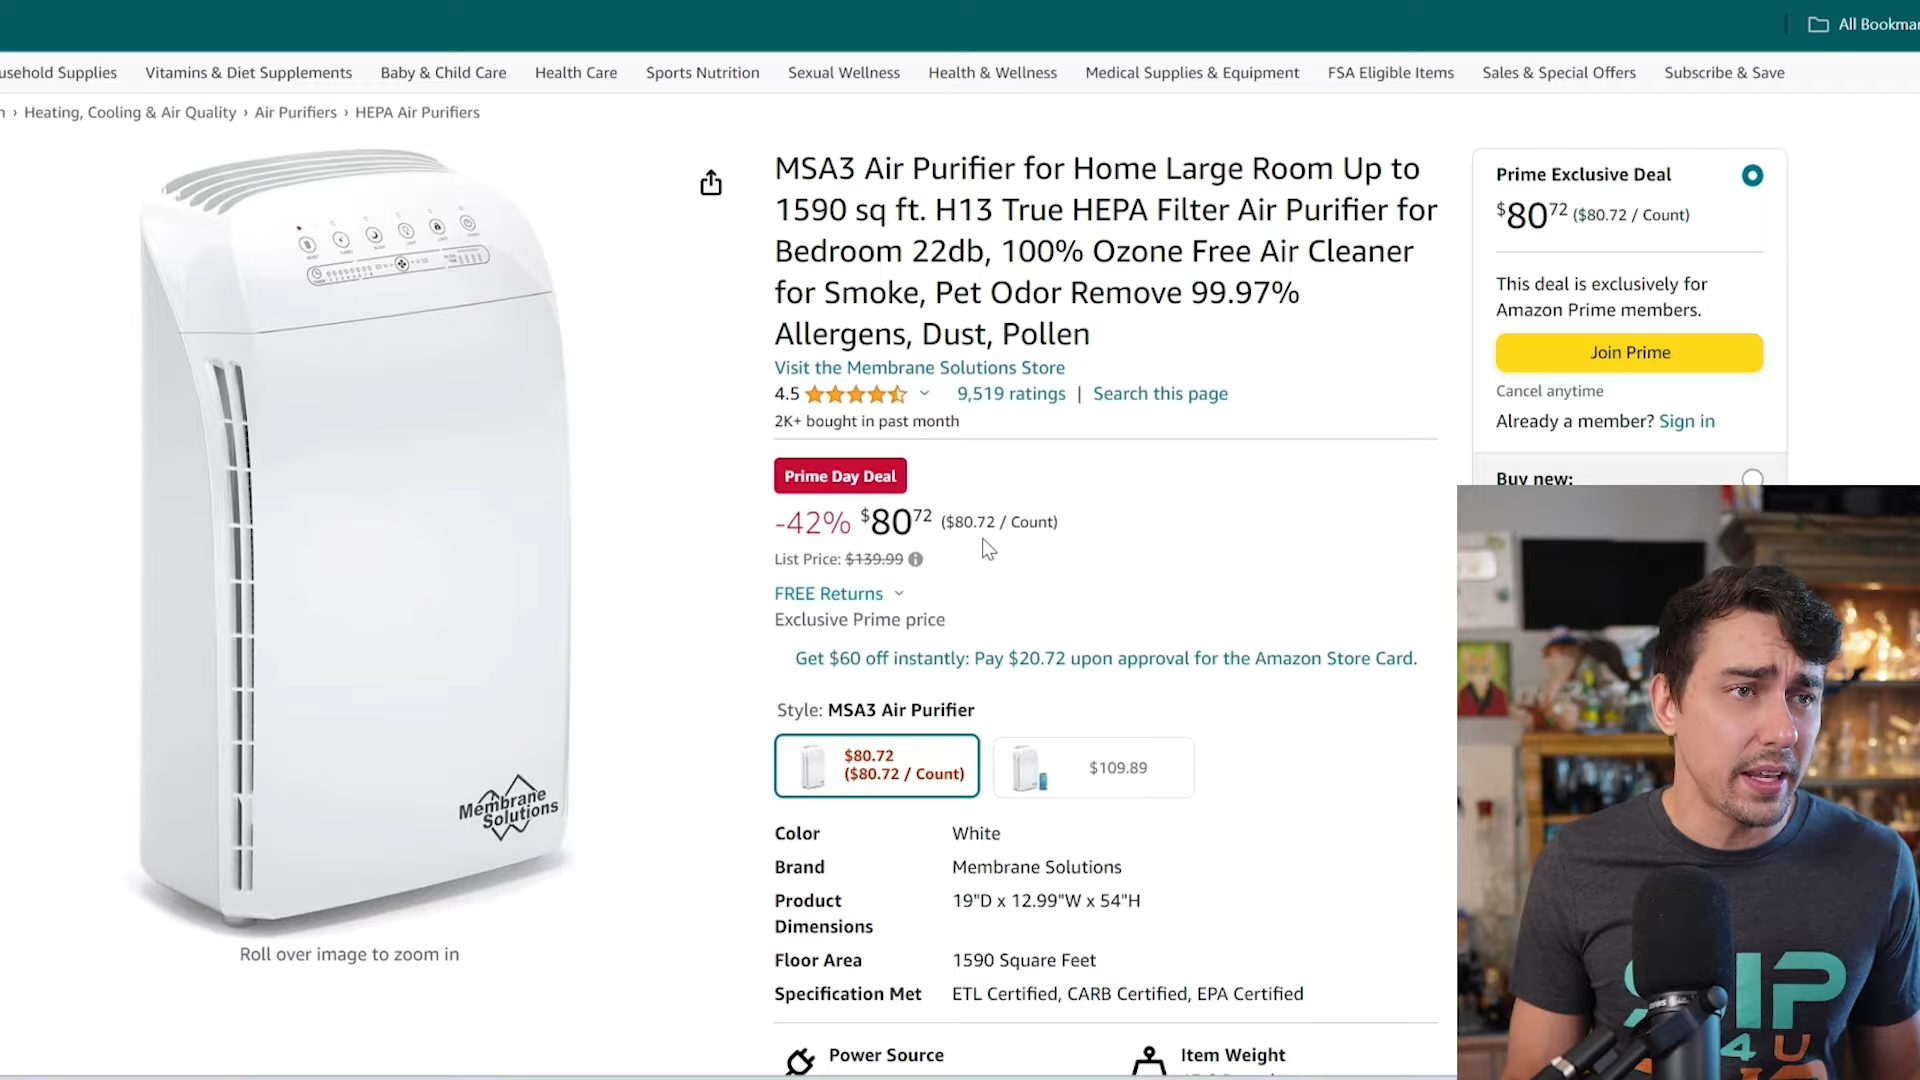 All Bookmar
usehold Supplies Vitamins & Diet Supplements Baby & Child Care Health Care Sports Nutrition Sexual Wellness Health & Wellness Medical Supplies & Equipment FSA Eligible Items Sales & Special Offers Subscribe & Save
n › Heating, Cooling & Air Quality › Air Purifiers › HEPA Air Purifiers
Membrane
Solutions
Roll over image to zoom in
MSA3 Air Purifier for Home Large Room Up to
1590 sq ft. H13 True HEPA Filter Air Purifier for
Bedroom 22db, 100% Ozone Free Air Cleaner
for Smoke, Pet Odor Remove 99.97%
Allergens, Dust, Pollen
Visit the Membrane Solutions Store
4.5 9,519 ratings | Search this page
2K+ bought in past month
Prime Day Deal
-42% $8072 ($80.72 / Count)
List Price: $139.99
FREE Returns
Exclusive Prime price
Get $60 off instantly: Pay $20.72 upon approval for the Amazon Store Card.
Style: MSA3 Air Purifier
$80.72
($80.72 / Count)
$109.89
Color White
Brand Membrane Solutions
Product Dimensions 19"D x 12.99"W x 54"H
Floor Area 1590 Square Feet
Specification Met ETL Certified, CARB Certified, EPA Certified
Power Source
Item Weight
Prime Exclusive Deal
$8072 ($80.72 / Count)
This deal is exclusively for
Amazon Prime members.
Join Prime
Cancel anytime
Already a member? Sign in
Buy new:
IP
4 U